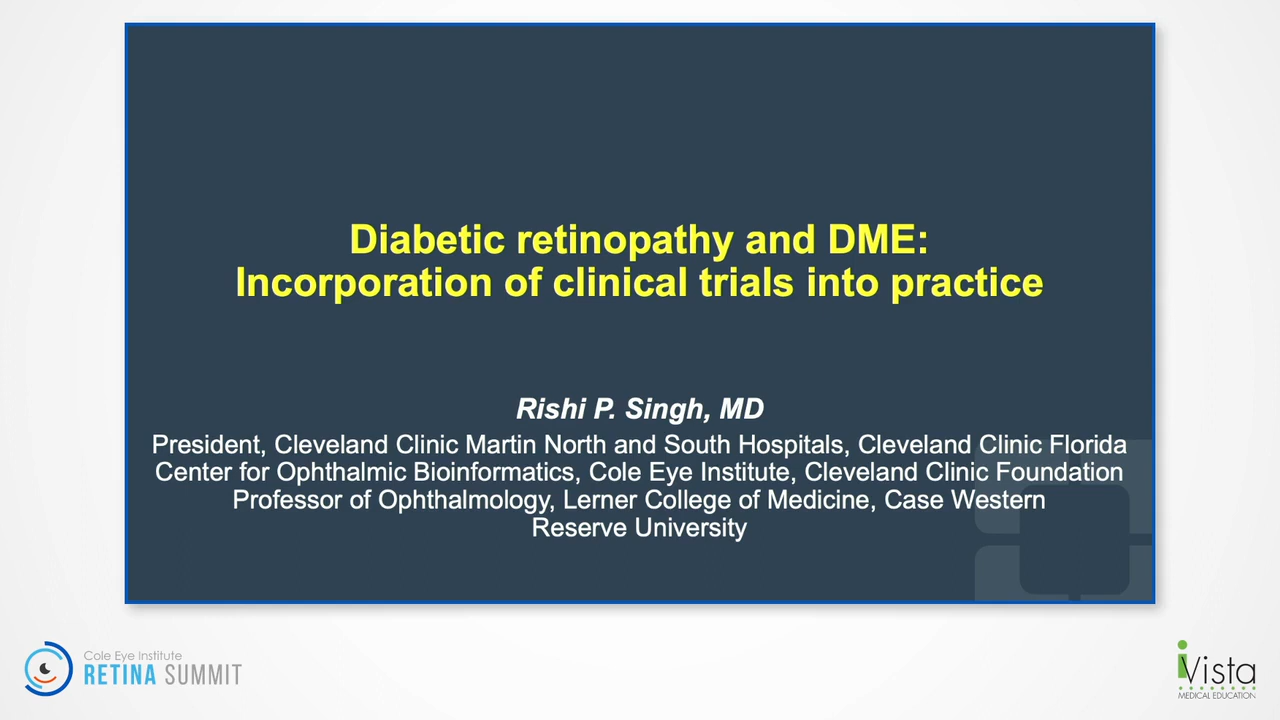 Diabetic retinopathy and DME:
Incorporation of clinical trials into practice
Rishi P. Singh, MD
President, Cleveland Clinic Martin North and South Hospitals, Cleveland Clinic Florida
Center for Ophthalmic Bioinformatics, Cole Eye Institute, Cleveland Clinic Foundation
Professor of Ophthalmology, Lerner College of Medicine, Case Western
Reserve University
Cole Eye Institute
RETINA SUMMIT
iVista
MEDICAL EDUCATION